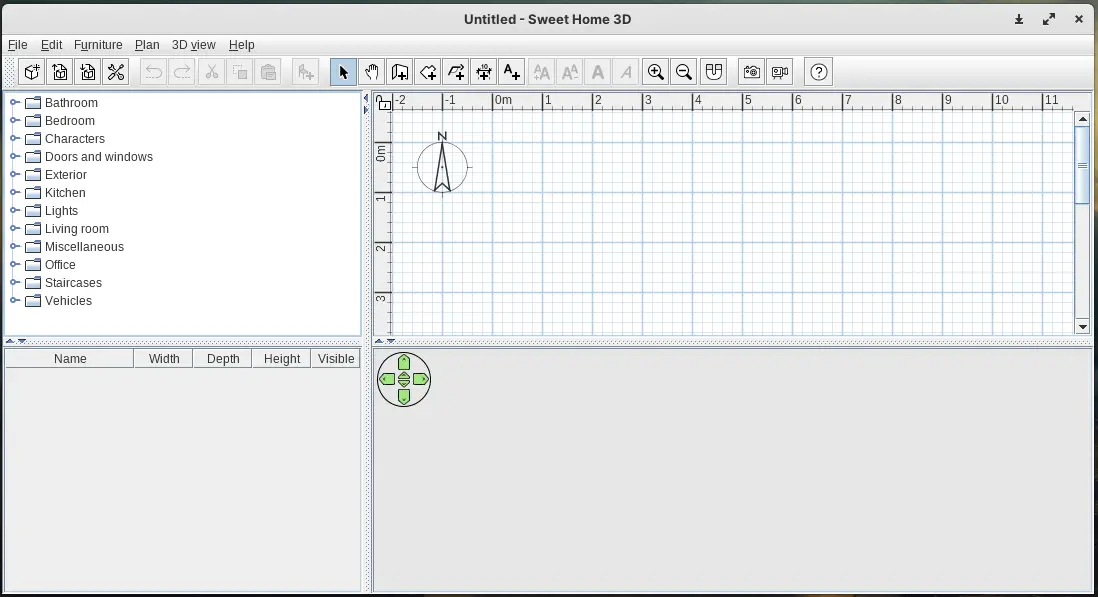 Untitled - Sweet Home 3D
File Edit Furniture Plan 3D view Help
-2 -1 0m 1 2 3 4 5 6 7 8 9 10 11
Bathroom
Bedroom
Characters
Doors and windows
Exterior
Kitchen
Lights
Living room
Miscellaneous
Office
Staircases
Vehicles
N
0m
1
2
3
Name Width Depth Height Visible